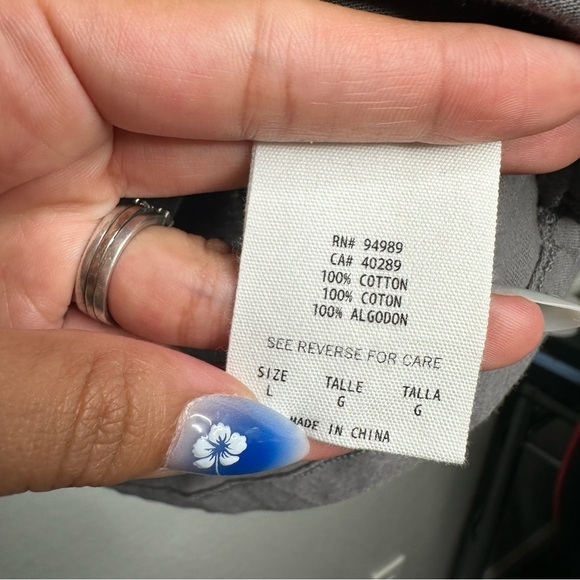 RN# 94989
CA# 40289
100% COTTON
100% COTON
100% ALGODON
SEE REVERSE FOR CARE
SIZE TALLE TALLA
L G G
MADE IN CHINA